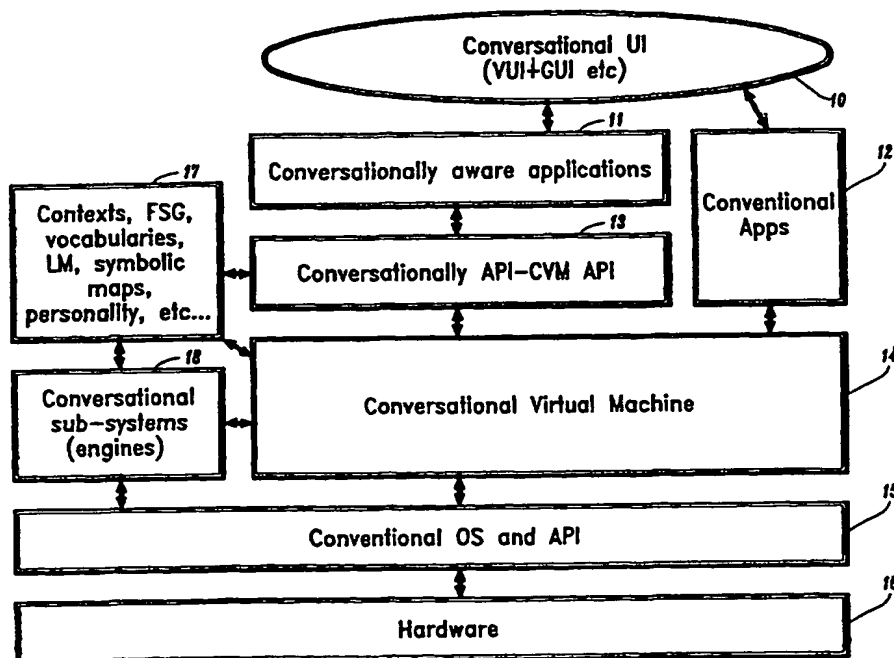 Conversational UI
(VUI+GUI etc)
10
11
Conversationally aware applications
12
Conventional
Apps
17
Contexts, FSG,
vocabularies,
LM, symbolic
maps,
personality, etc...
13
Conversationally API-CVM API
18
Conversational
sub-systems
(engines)
14
Conversational Virtual Machine
15
Conventional OS and API
16
Hardware